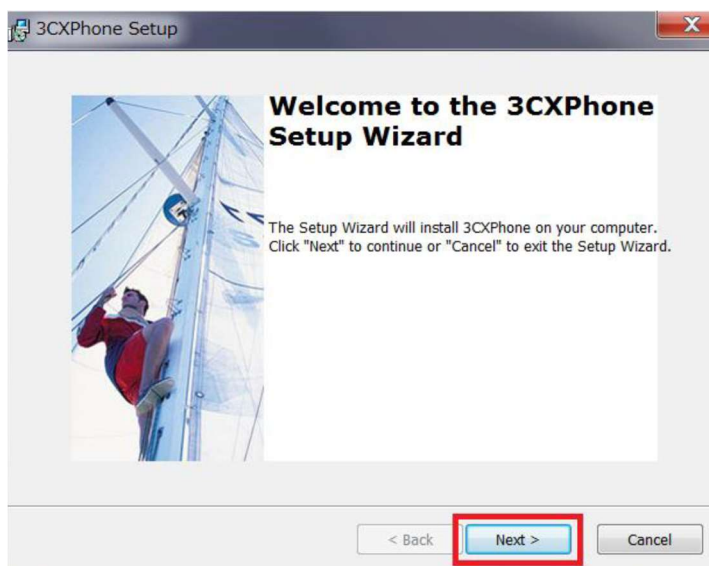 3CXPhone Setup
X
Welcome to the 3CXPhone
Setup Wizard
The Setup Wizard will install 3CXPhone on your computer.
Click "Next" to continue or "Cancel" to exit the Setup Wizard.
< Back Next > Cancel